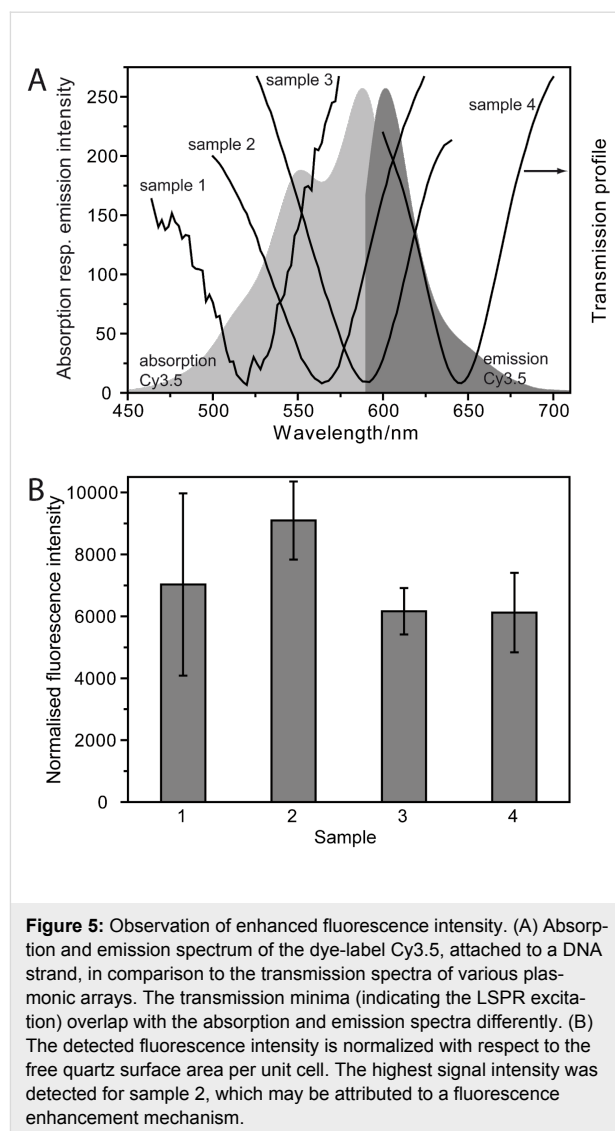 A
250
200
150
100
50
0
Absorption resp. emission intensity
sample 1
sample 2
sample 3
sample 4
absorption
Cy3.5
emission
Cy3.5
Transmission profile
450 500 550 600 650 700
Wavelength/nm
B
10000
8000
6000
4000
2000
0
Normalised fluorescence intensity
1 2 3 4
Sample
Figure 5: Observation of enhanced fluorescence intensity. (A) Absorp-
tion and emission spectrum of the dye-label Cy3.5, attached to a DNA
strand, in comparison to the transmission spectra of various plas-
monic arrays. The transmission minima (indicating the LSPR excita-
tion) overlap with the absorption and emission spectra differently. (B)
The detected fluorescence intensity is normalized with respect to the
free quartz surface area per unit cell. The highest signal intensity was
detected for sample 2, which may be attributed to a fluorescence
enhancement mechanism.